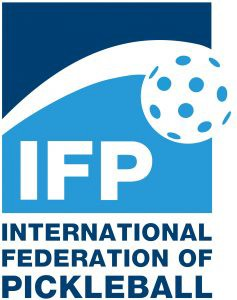 IFP
INTERNATIONAL
FEDERATION OF
PICKLEBALL